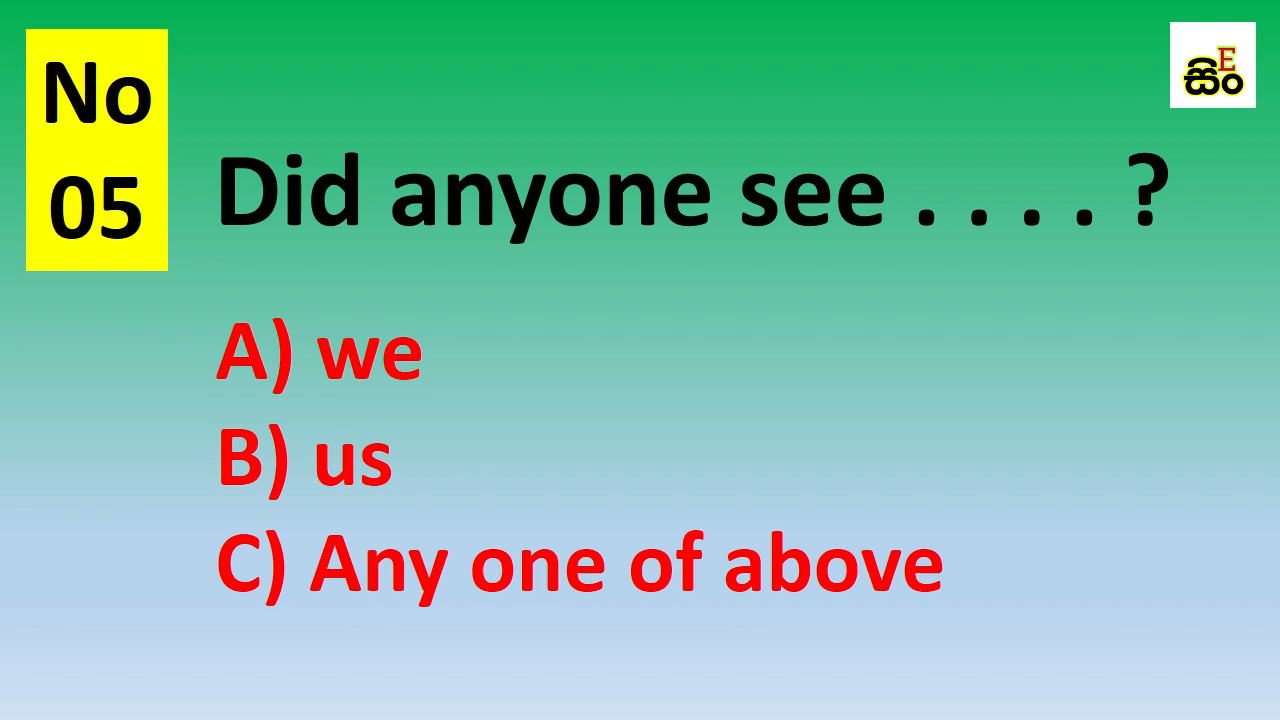 No
05
Did anyone see . . . . ?
A) we
B) us
C) Any one of above
සිංE